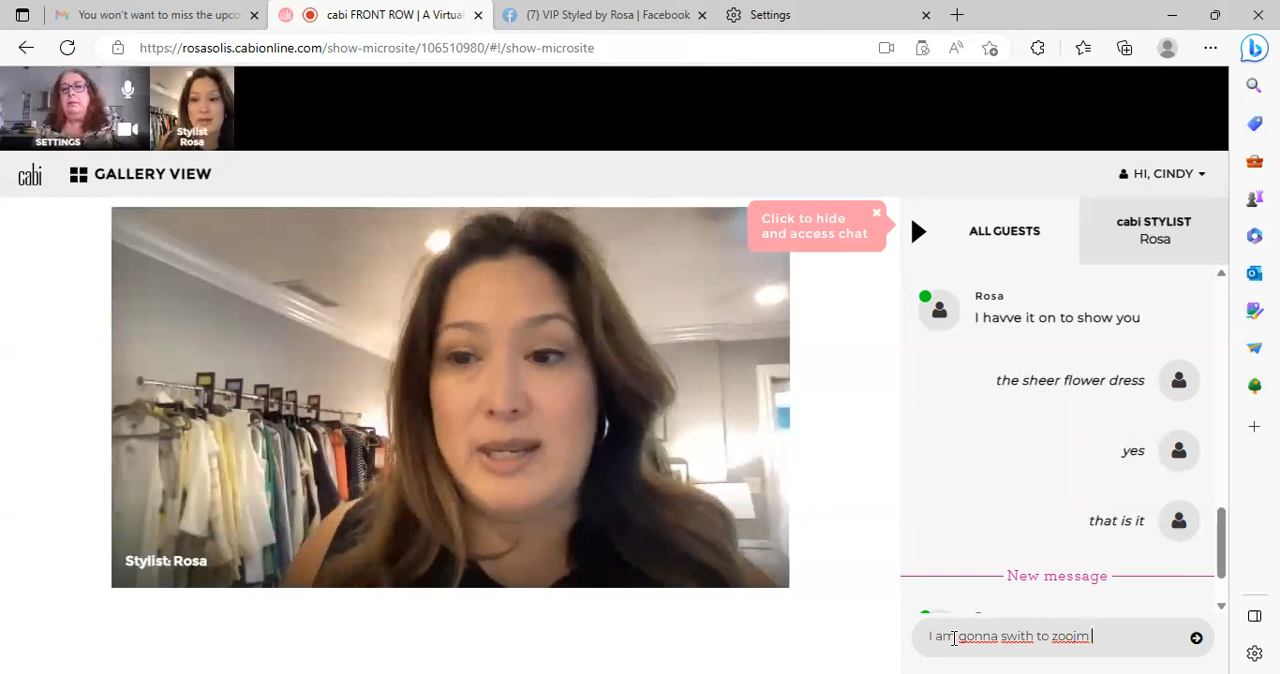 You won't want to miss the upco
cabi FRONT ROW | A Virtual
(7) VIP Styled by Rosa | Facebook
Settings
https://rosasolis.cabionline.com/show-microsite/106510980/#!/show-microsite
SETTINGS
Stylist
Rosa
cabi
GALLERY VIEW
HI, CINDY
Click to hide
and access chat
ALL GUESTS
cabi STYLIST
Rosa
Stylist: Rosa
Rosa
I havve it on to show you
the sheer flower dress
yes
that is it
New message
I am gonna swith to zooim